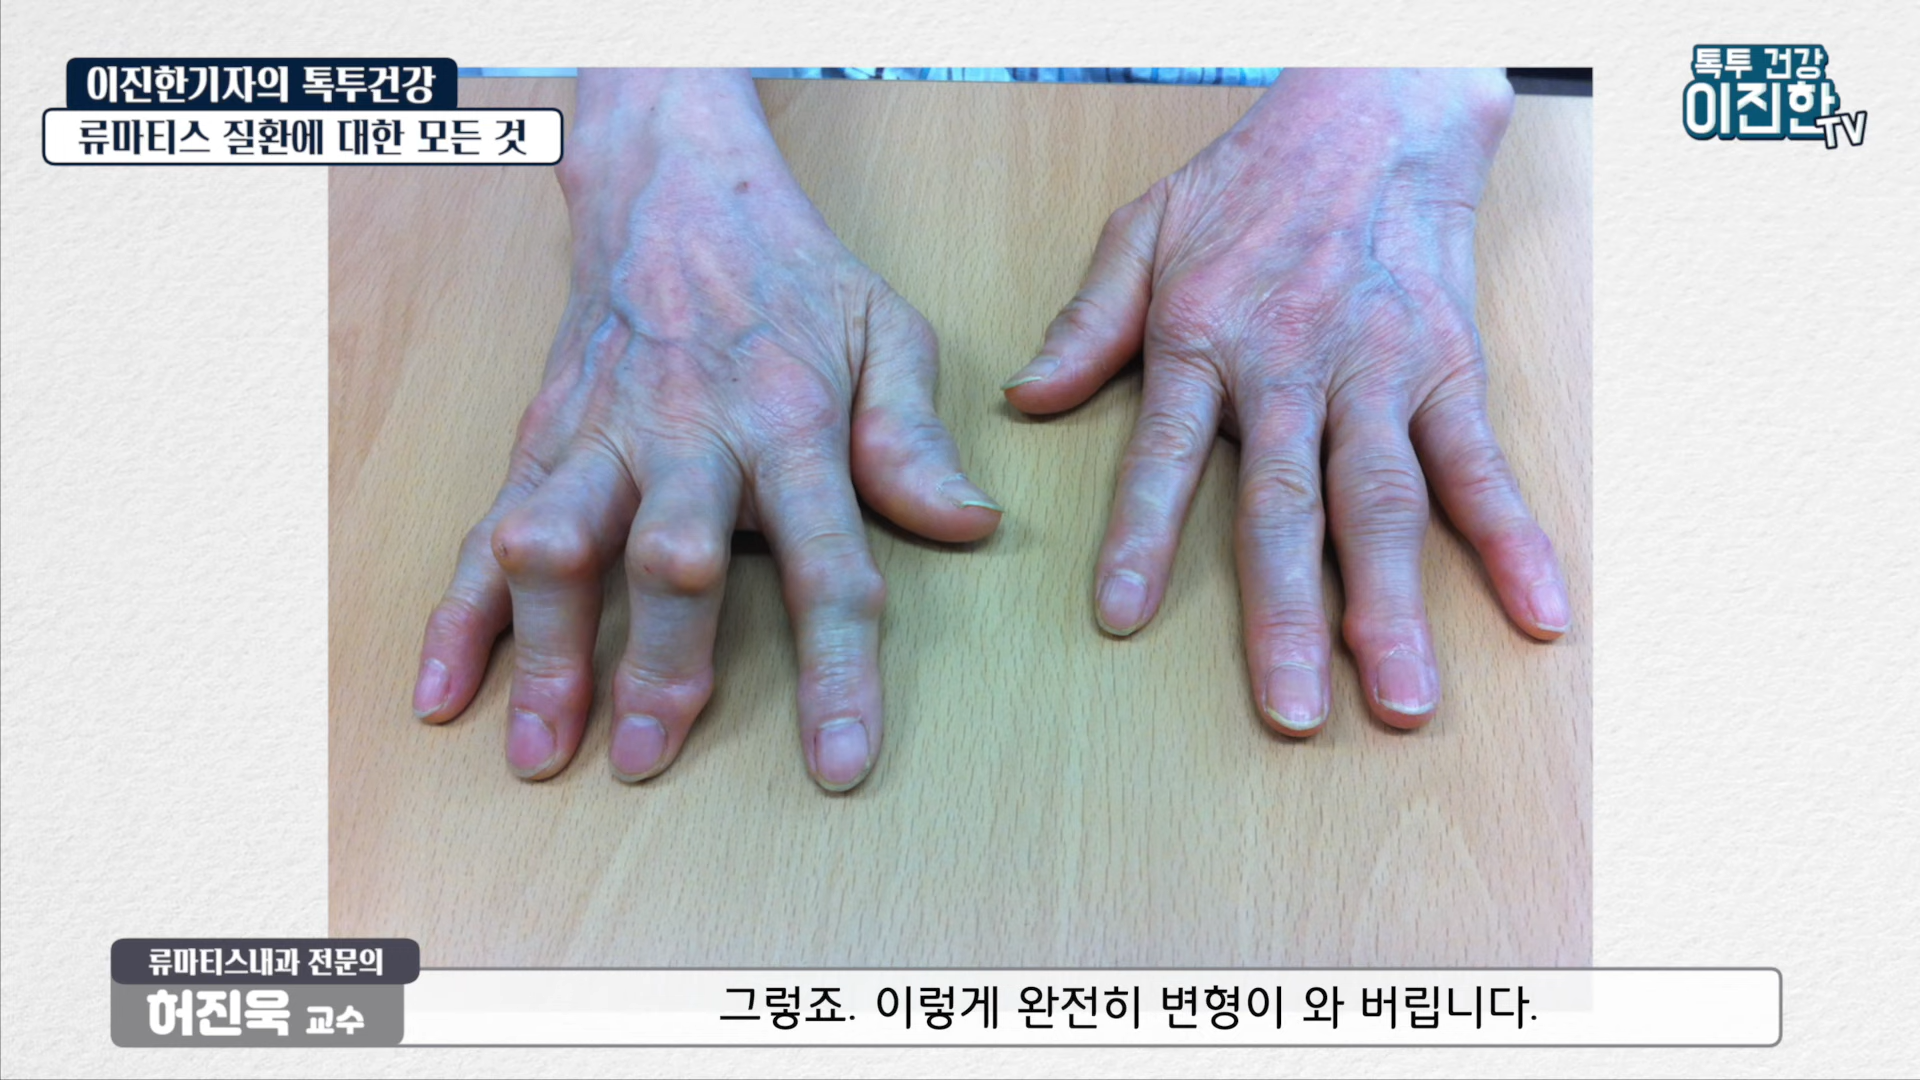 이진한기자의 톡투건강
류마티스 질환에 대한 모든 것
톡투 건강
이진한TV
류마티스내과 전문의
허진욱 교수
그렇죠. 이렇게 완전히 변형이 와 버립니다.